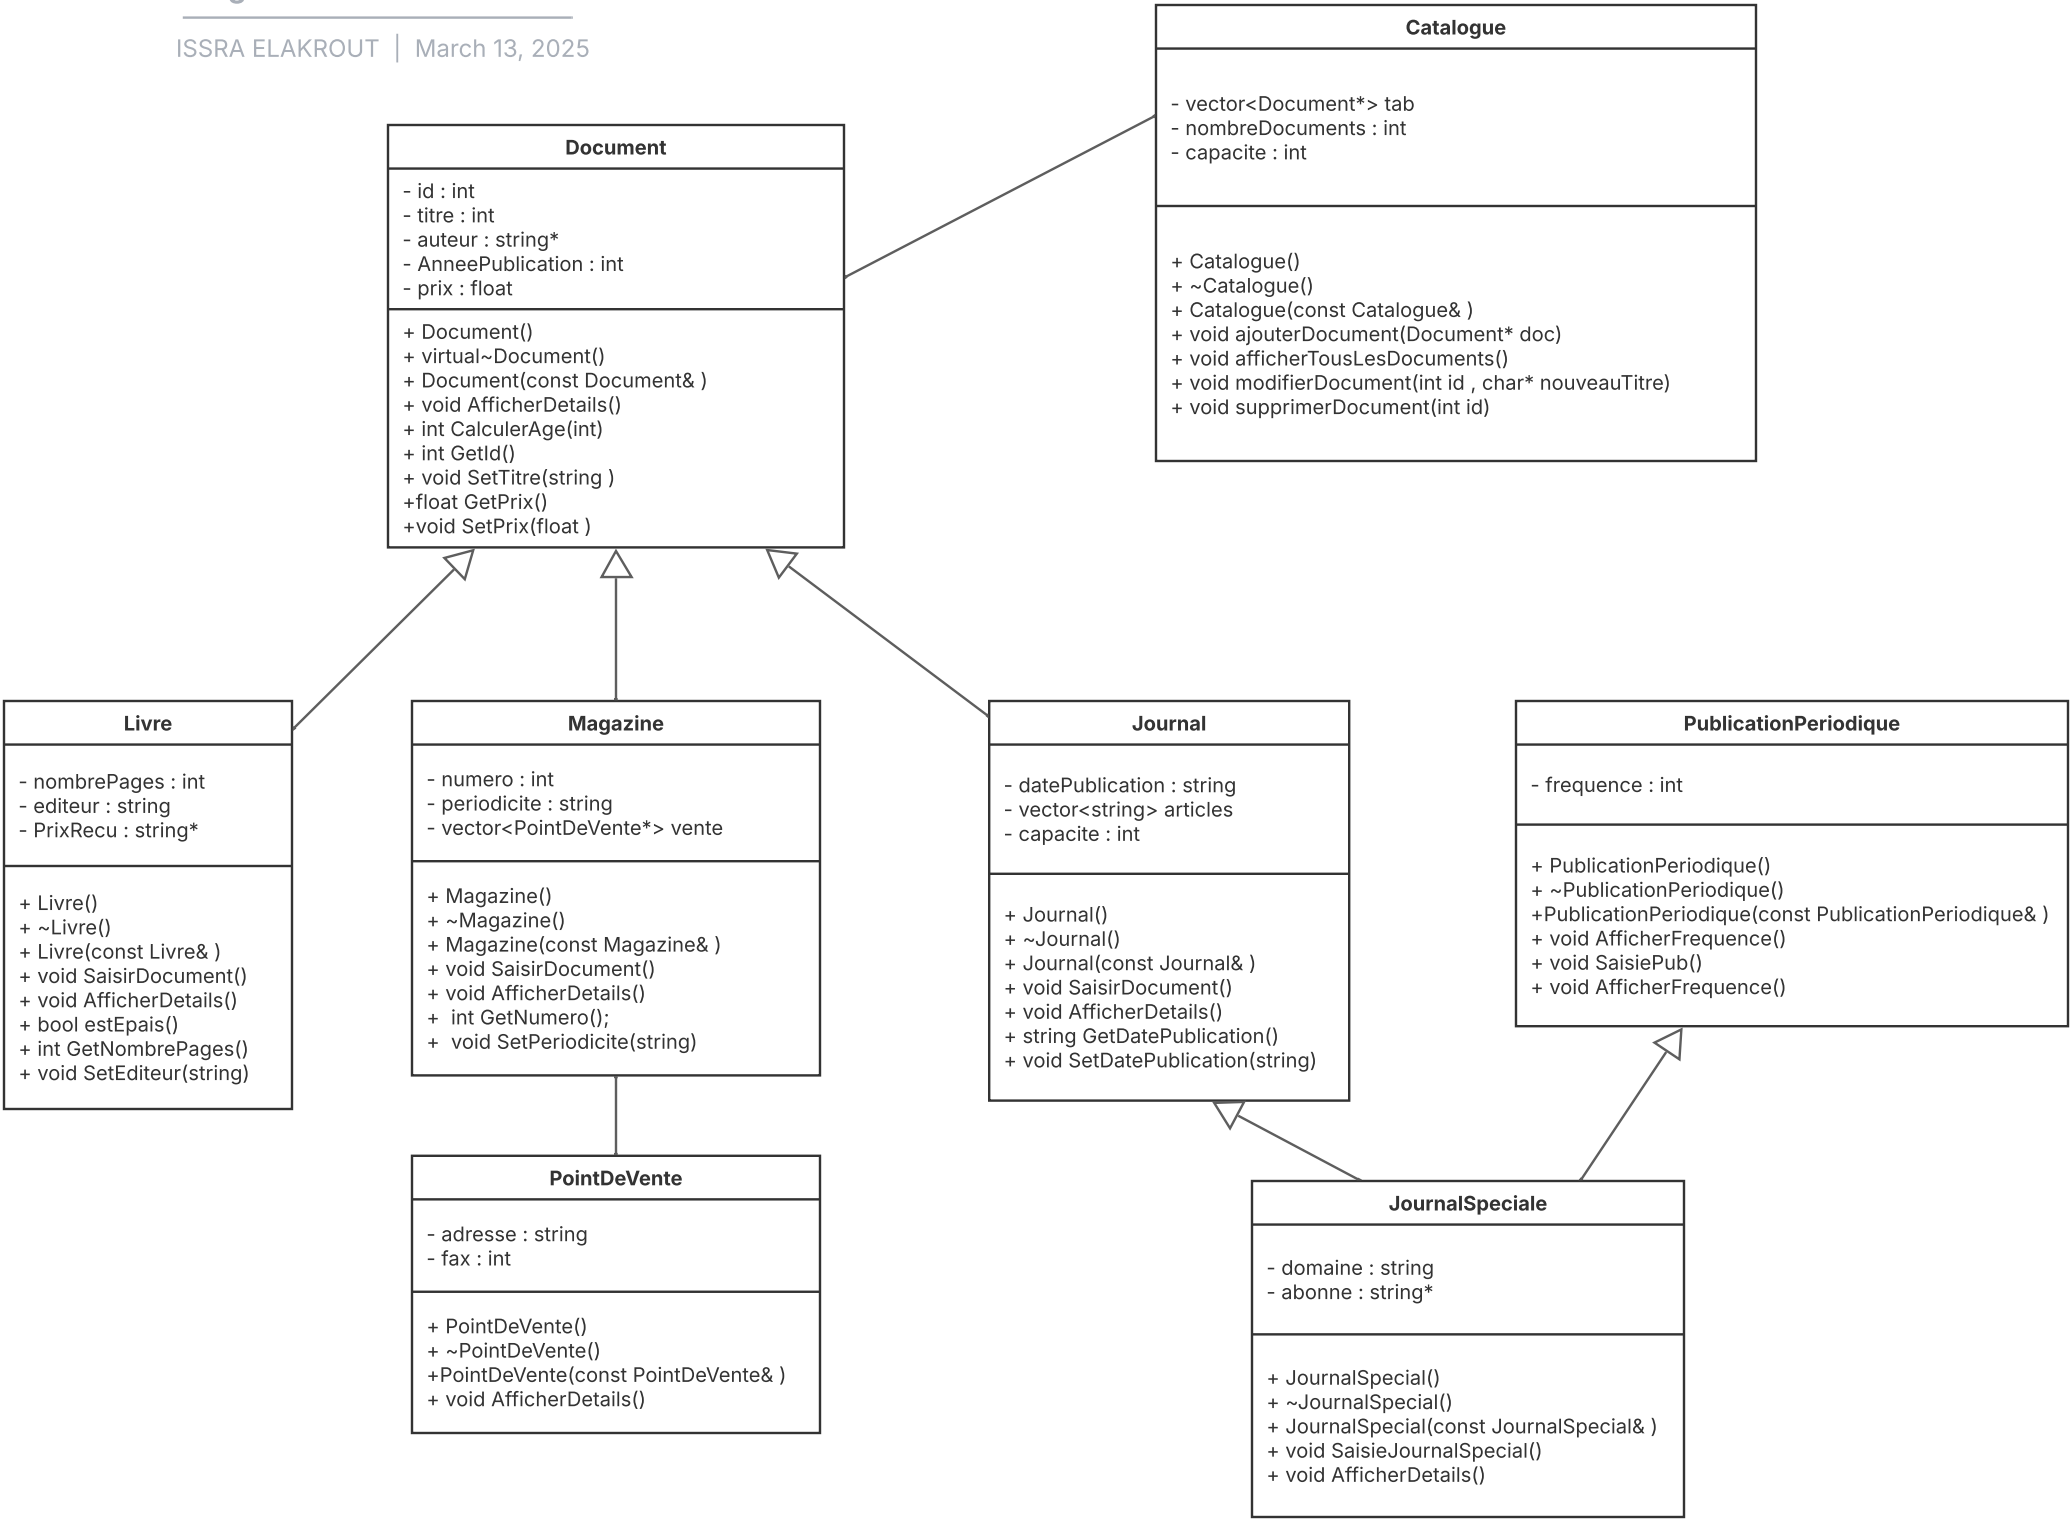 ISSRA ELAKROUT | March 13, 2025
Catalogue
- vector<Document*> tab
- nombreDocuments : int
- capacite : int
+ Catalogue()
+ ~Catalogue()
+ Catalogue(const Catalogue& )
+ void ajouterDocument(Document* doc)
+ void afficherTousLesDocuments()
+ void modifierDocument(int id , char* nouveauTitre)
+ void supprimerDocument(int id)
Document
- id : int
- titre : int
- auteur : string*
- AnneePublication : int
- prix : float
+ Document()
+ virtual~Document()
+ Document(const Document& )
+ void AfficherDetails()
+ int CalculerAge(int)
+ int GetId()
+ void SetTitre(string )
+float GetPrix()
+void SetPrix(float )
Livre
- nombrePages : int
- editeur : string
- PrixRecu : string*
+ Livre()
+ ~Livre()
+ Livre(const Livre& )
+ void SaisirDocument()
+ void AfficherDetails()
+ bool estEpais()
+ int GetNombrePages()
+ void SetEditeur(string)
Magazine
- numero : int
- periodicite : string
- vector<PointDeVente*> vente
+ Magazine()
+ ~Magazine()
+ Magazine(const Magazine& )
+ void SaisirDocument()
+ void AfficherDetails()
+  int GetNumero();
+  void SetPeriodicite(string)
Journal
- datePublication : string
- vector<string> articles
- capacite : int
+ Journal()
+ ~Journal()
+ Journal(const Journal& )
+ void SaisirDocument()
+ void AfficherDetails()
+ string GetDatePublication()
+ void SetDatePublication(string)
PublicationPeriodique
- frequence : int
+ PublicationPeriodique()
+ ~PublicationPeriodique()
+PublicationPeriodique(const PublicationPeriodique& )
+ void AfficherFrequence()
+ void SaisiePub()
+ void AfficherFrequence()
PointDeVente
- adresse : string
- fax : int
+ PointDeVente()
+ ~PointDeVente()
+PointDeVente(const PointDeVente& )
+ void AfficherDetails()
JournalSpeciale
- domaine : string
- abonne : string*
+ JournalSpecial()
+ ~JournalSpecial()
+ JournalSpecial(const JournalSpecial& )
+ void SaisieJournalSpecial()
+ void AfficherDetails()